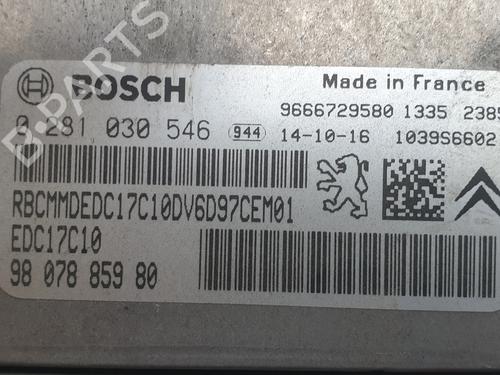 BOSCH
Made in France
9666729580 1335 2389
0 281 030 546 944 14-10-16 1039S6602
RBCMMDEDC17C10DV6D97CEM01
EDC17C10
98 078 859 80
B-PARTS